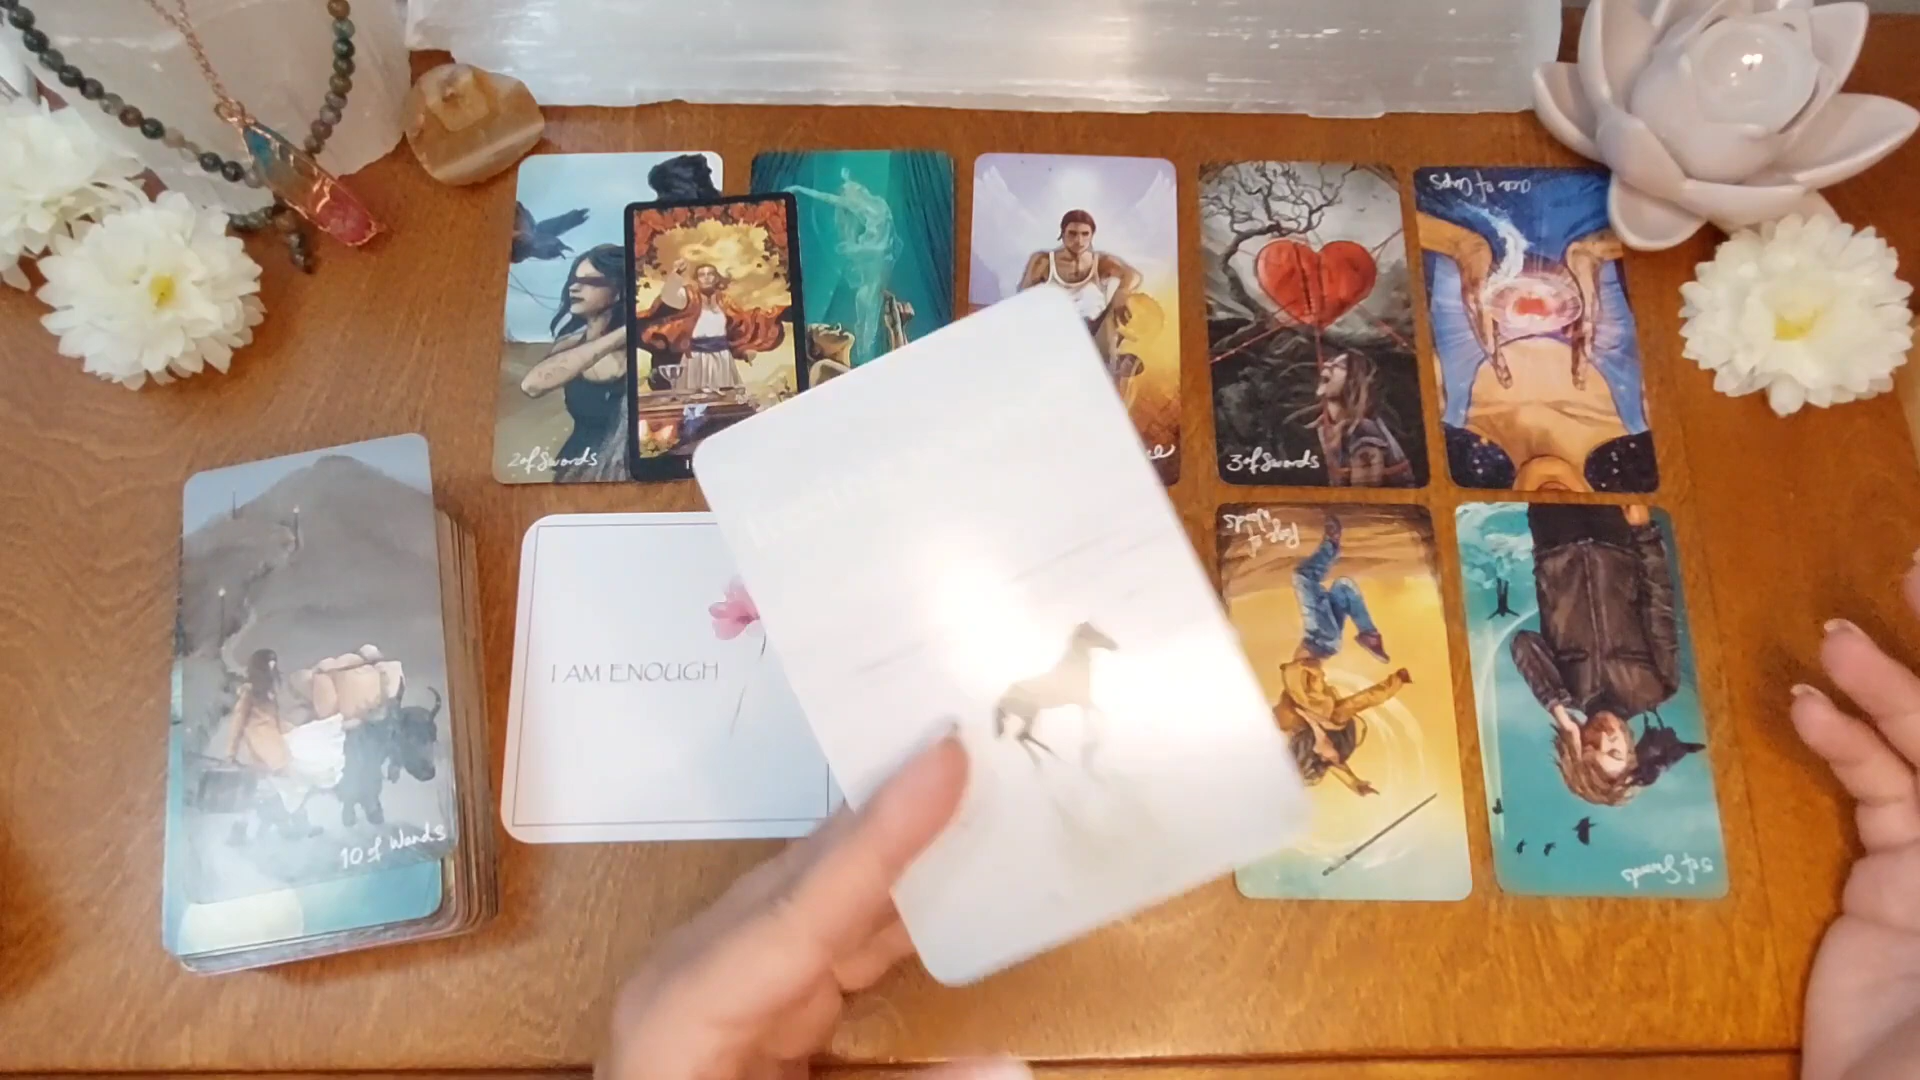 ace of Cups
2 of Swords
3 of Swords
Page of
Wands
I AM ENOUGH
10 of Wands
5 of Swords